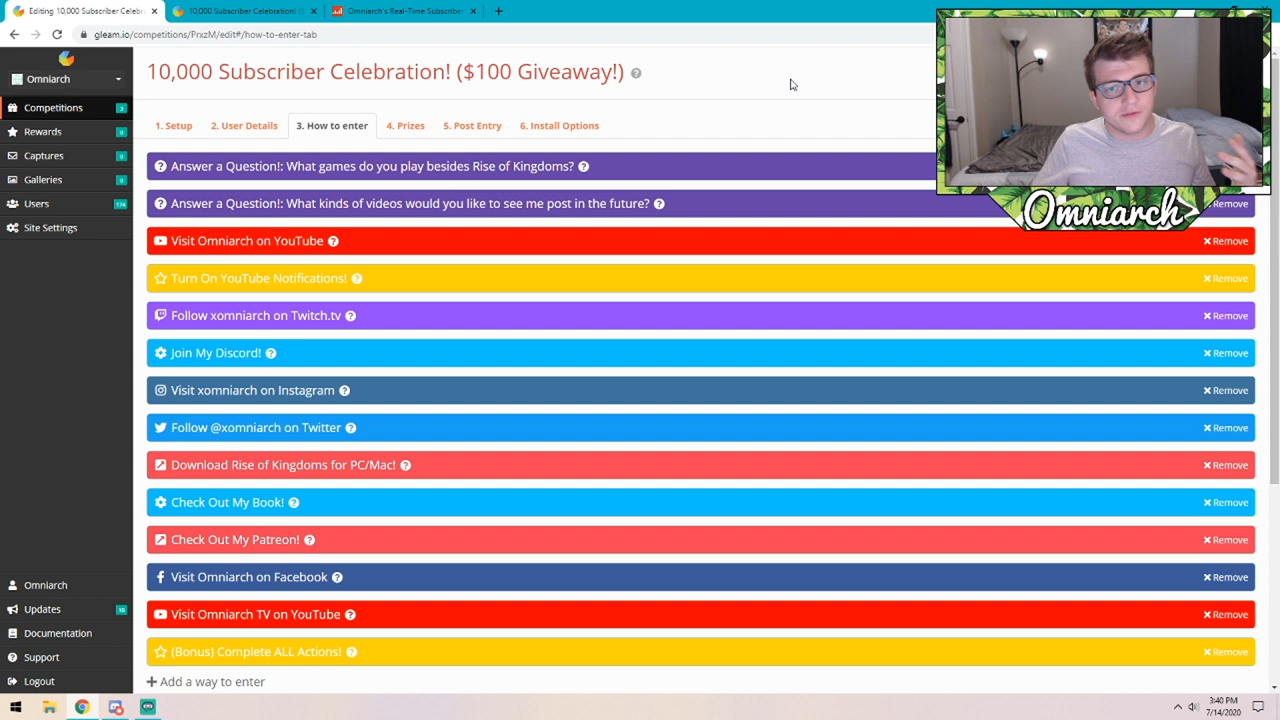 Editing 10,000 Subscriber Celebr
10,000 Subscriber Celebration! (
Omniarch's Real-Time Subscriber
gleam.io/competitions/PrxzM/edit#/how-to-enter-tab
Omniarch
Competitions 3
Rewards 0
Captures 0
Galleries 0
Users 174
Site Settings
Omniarch
Updates 10
Documentation
Support
Logout
10,000 Subscriber Celebration! ($100 Giveaway!)
1. Setup 2. User Details 3. How to enter 4. Prizes 5. Post Entry 6. Install Options
Answer a Question!: What games do you play besides Rise of Kingdoms?
Answer a Question!: What kinds of videos would you like to see me post in the future? Remove
Visit Omniarch on YouTube Remove
Turn On YouTube Notifications! Remove
Follow xomniarch on Twitch.tv Remove
Join My Discord! Remove
Visit xomniarch on Instagram Remove
Follow @xomniarch on Twitter Remove
Download Rise of Kingdoms for PC/Mac! Remove
Check Out My Book! Remove
Check Out My Patreon! Remove
Visit Omniarch on Facebook Remove
Visit Omniarch TV on YouTube Remove
(Bonus) Complete ALL Actions! Remove
Add a way to enter
Omniarch
3:40 PM
7/14/2020